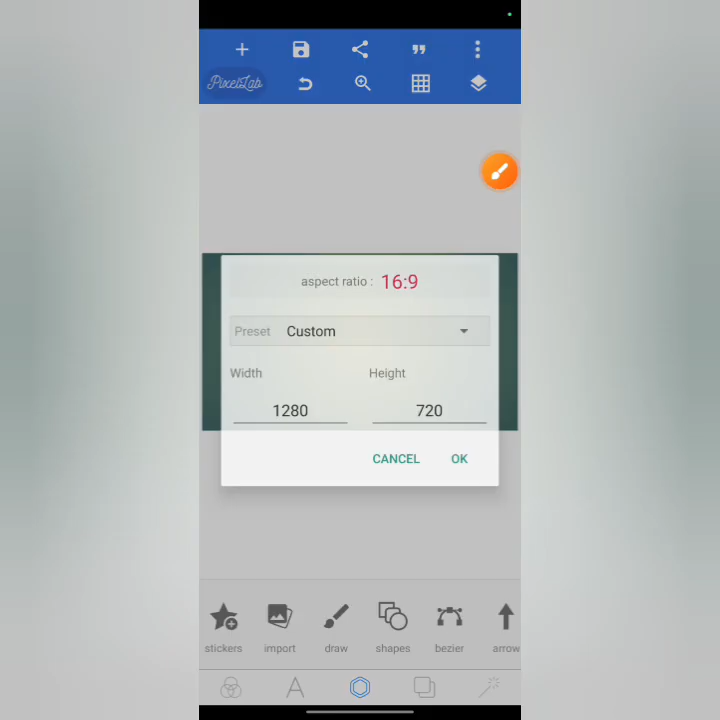 PixelLab
aspect ratio : 16:9
Preset Custom
Width Height
1280 720
CANCEL OK
stickers import draw shapes bezier arrow